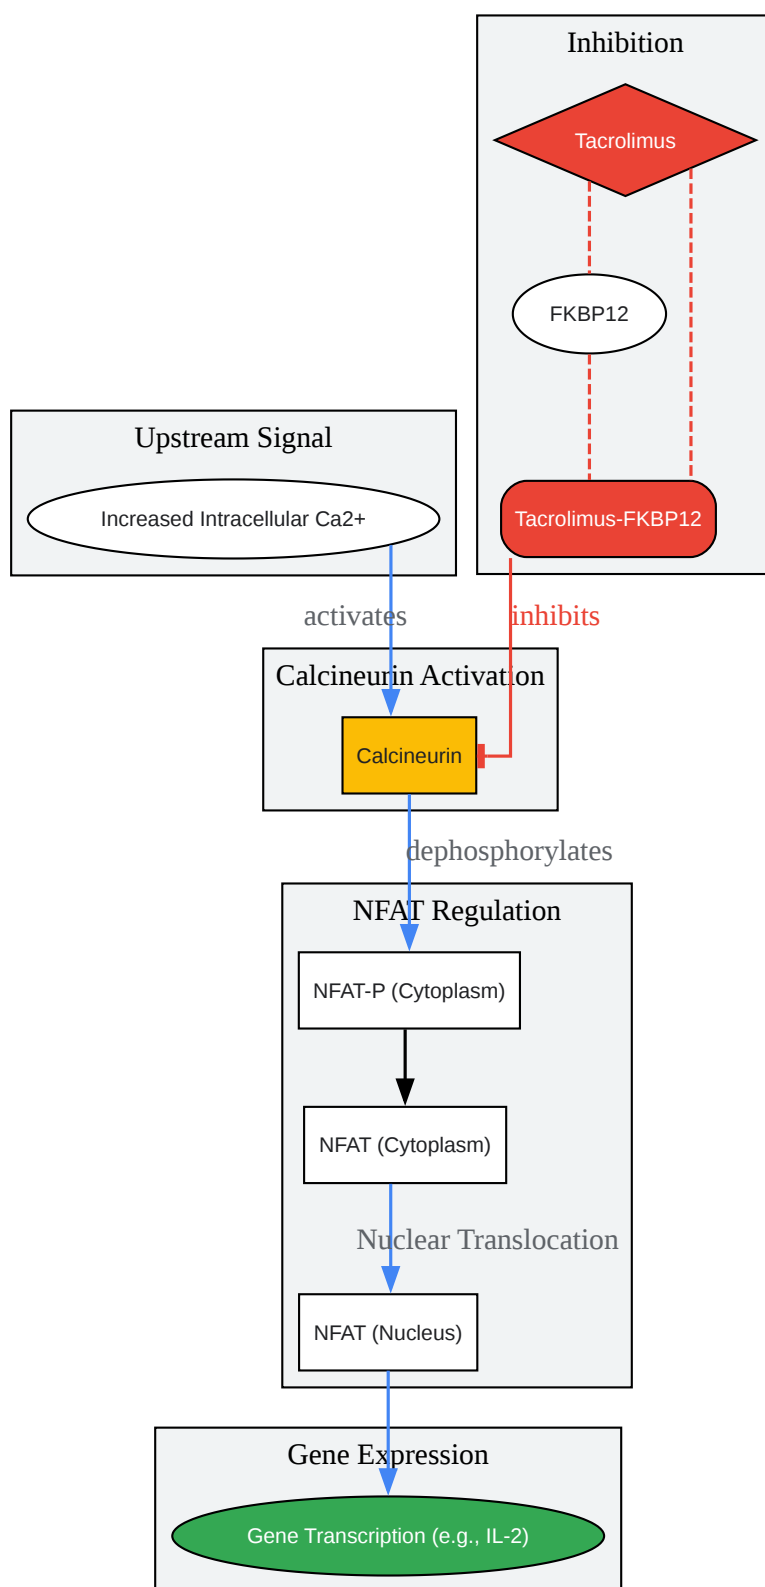 Inhibition
Tacrolimus
FKBP12
Upstream Signal
Increased Intracellular Ca2+
Tacrolimus-FKBP12
activates
inhibits
Calcineurin Activation
Calcineurin
dephosphorylates
NFAT Regulation
NFAT-P (Cytoplasm)
NFAT (Cytoplasm)
Nuclear Translocation
NFAT (Nucleus)
Gene Expression
Gene Transcription (e.g., IL-2)